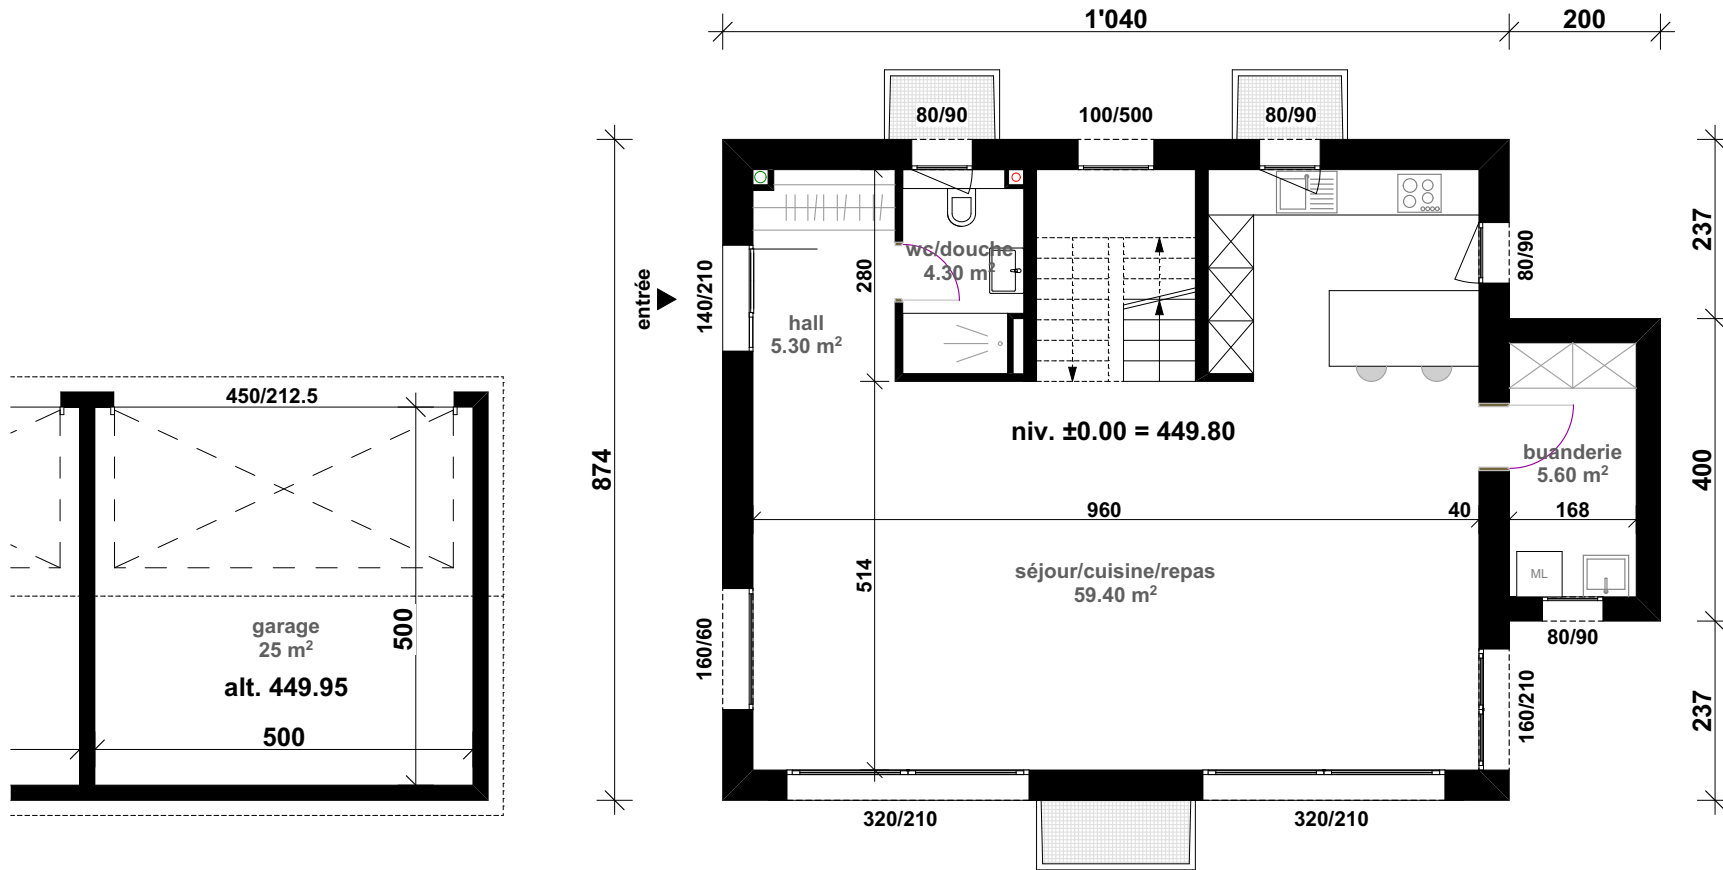 1'040
200
80/90
100/500
80/90
237
entrée
140/210
280
wc/douche
4.30 m²
hall
5.30 m²
80/90
450/212.5
niv. ±0.00 = 449.80
874
buanderie
5.60 m²
400
960
40
168
514
séjour/cuisine/repas
59.40 m²
ML
garage
25 m²
500
alt. 449.95
500
160/60
80/90
160/210
237
320/210
320/210